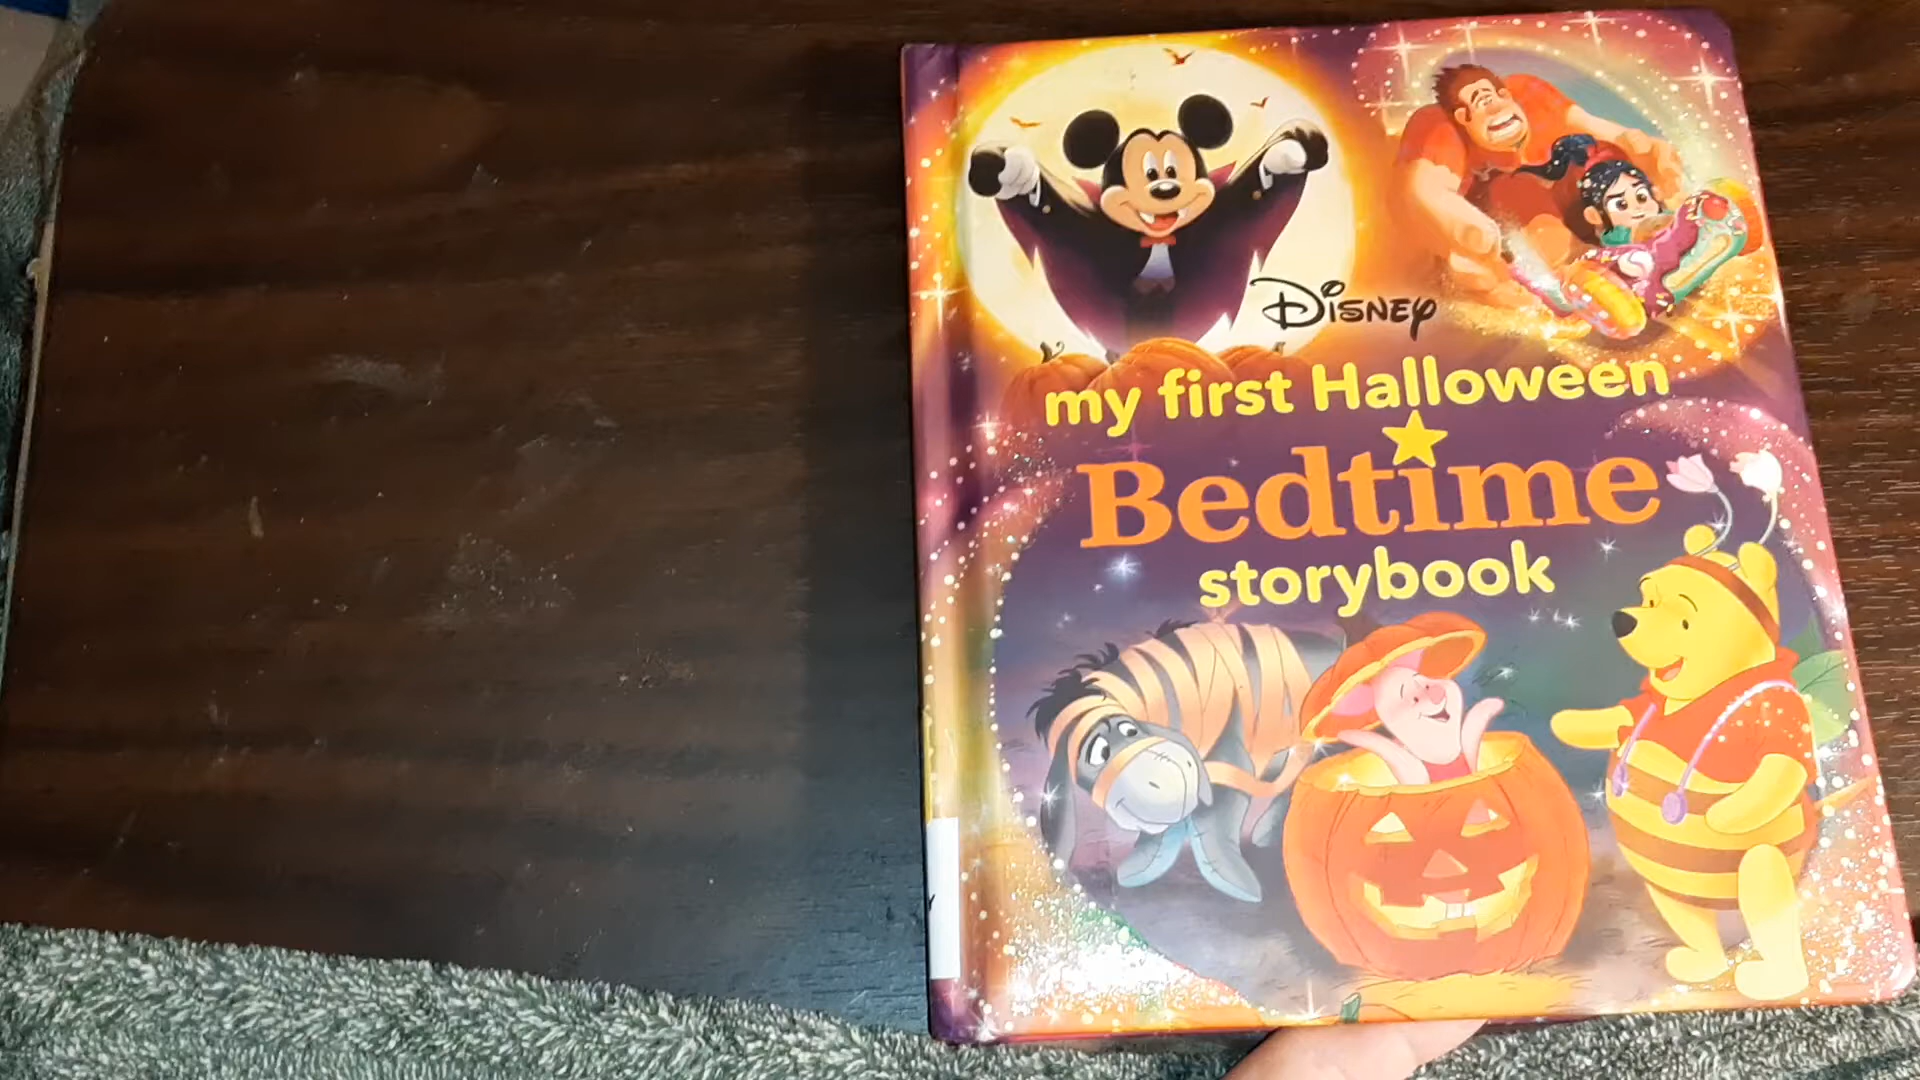 Disney
my first Halloween
Bedtime
storybook